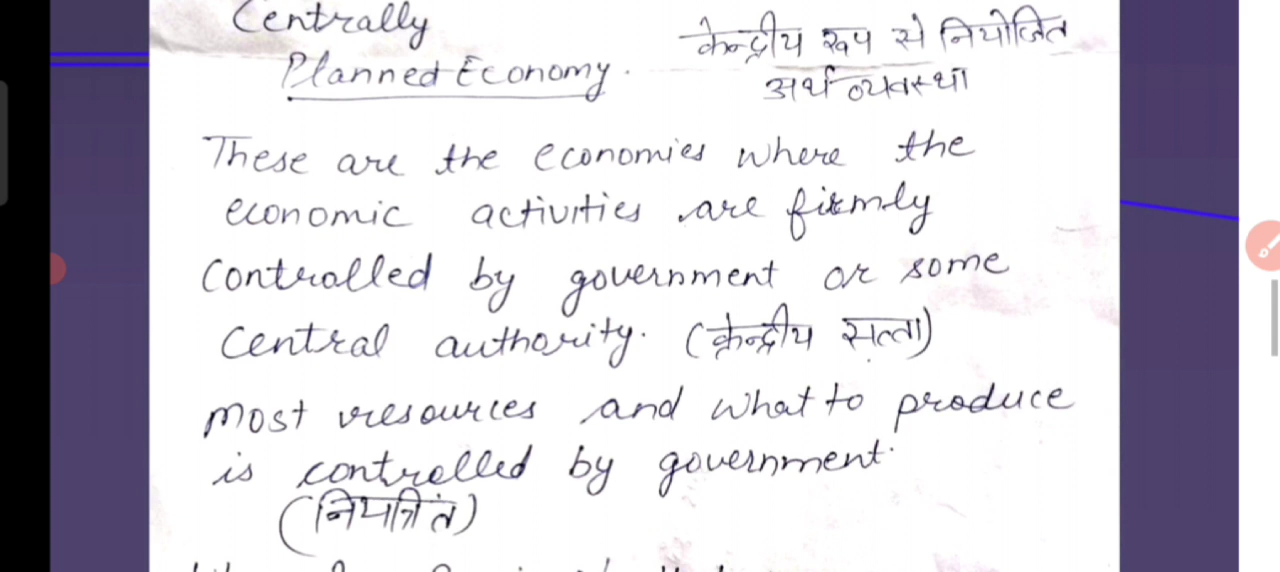 Centrally
Planned Economy.
केन्द्रीय रूप से नियोजित
अर्थव्यवस्था
These are the economies where the
economic activities are firmly
controlled by government or some
central authority. (केन्द्रीय सत्ता)
most resources and what to produce
is controlled by government.
(नियत्रिंत)